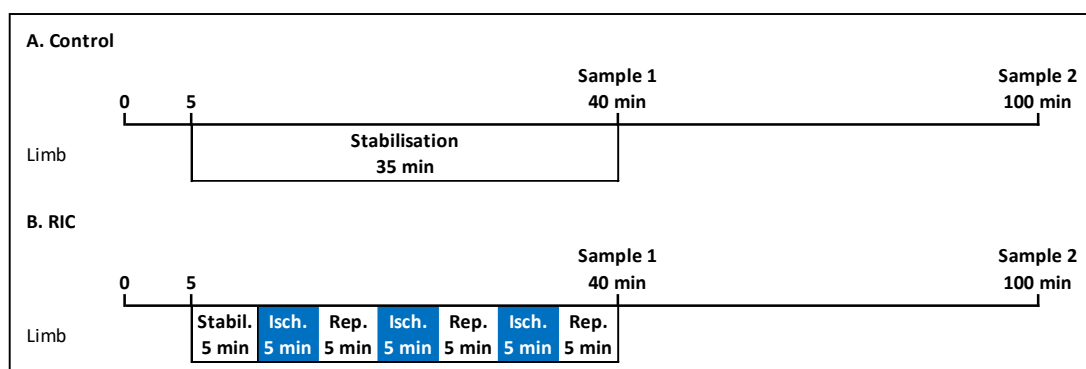 A. Control
Sample 1 Sample 2
0 5 40 min 100 min
Limb
Stabilisation
35 min
B. RIC
Sample 1 Sample 2
0 5 40 min 100 min
Limb
Stabil. Isch. Rep. Isch. Rep. Isch. Rep.
5 min 5 min 5 min 5 min 5 min 5 min 5 min